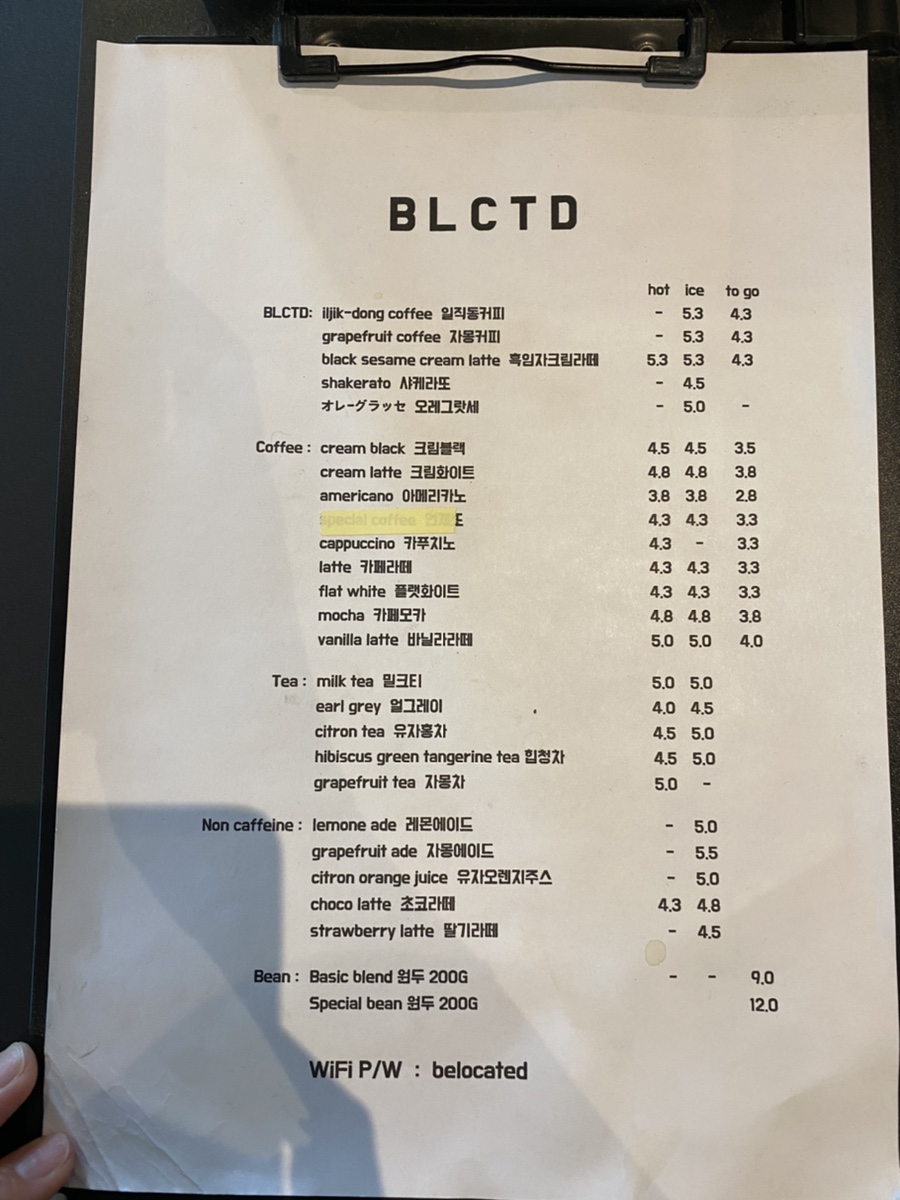 BLCTD
hot ice to go
BLCTD: iljik-dong coffee 일직동커피 - 5.3 4.3
grapefruit coffee 자몽커피 - 5.3 4.3
black sesame cream latte 흑임자크림라떼 5.3 5.3 4.3
shakerato 샤케라또 - 4.5
オレーグラッセ 오레그랏세 - 5.0 -
Coffee : cream black 크림블랙 4.5 4.5 3.5
cream latte 크림화이트 4.8 4.8 3.8
americano 아메리카노 3.8 3.8 2.8
special coffee 4.3 4.3 3.3
cappuccino 카푸치노 4.3 - 3.3
latte 카페라떼 4.3 4.3 3.3
flat white 플랫화이트 4.3 4.3 3.3
mocha 카페모카 4.8 4.8 3.8
vanilla latte 바닐라라떼 5.0 5.0 4.0
Tea : milk tea 밀크티 5.0 5.0
earl grey 얼그레이 4.0 4.5
citron tea 유자홍차 4.5 5.0
hibiscus green tangerine tea 힙청차 4.5 5.0
grapefruit tea 자몽차 5.0 -
Non caffeine : lemone ade 레몬에이드 - 5.0
grapefruit ade 자몽에이드 - 5.5
citron orange juice 유자오렌지주스 - 5.0
choco latte 초코라떼 4.3 4.8
strawberry latte 딸기라떼 - 4.5
Bean : Basic blend 원두 200G - - 9.0
Special bean 원두 200G 12.0
WiFi P/W : belocated